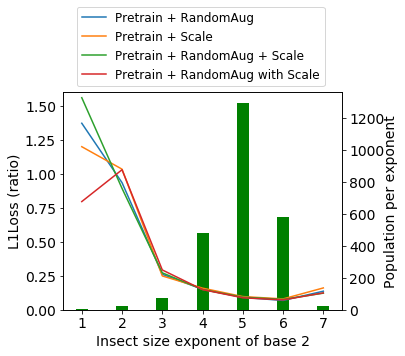 Pretrain + RandomAug
Pretrain + Scale
Pretrain + RandomAug + Scale
Pretrain + RandomAug with Scale
1.50
1.25
1.00
0.75
0.50
0.25
0.00
L1Loss (ratio)
1200
1000
800
600
400
200
0
Population per exponent
1 2 3 4 5 6 7
Insect size exponent of base 2